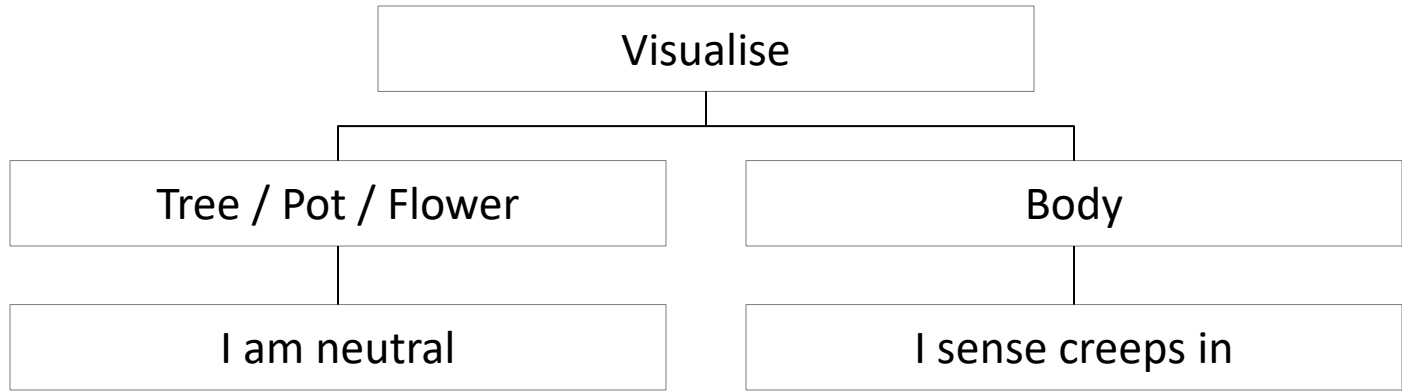 Visualise
Tree / Pot / Flower
Body
I am neutral
I sense creeps in